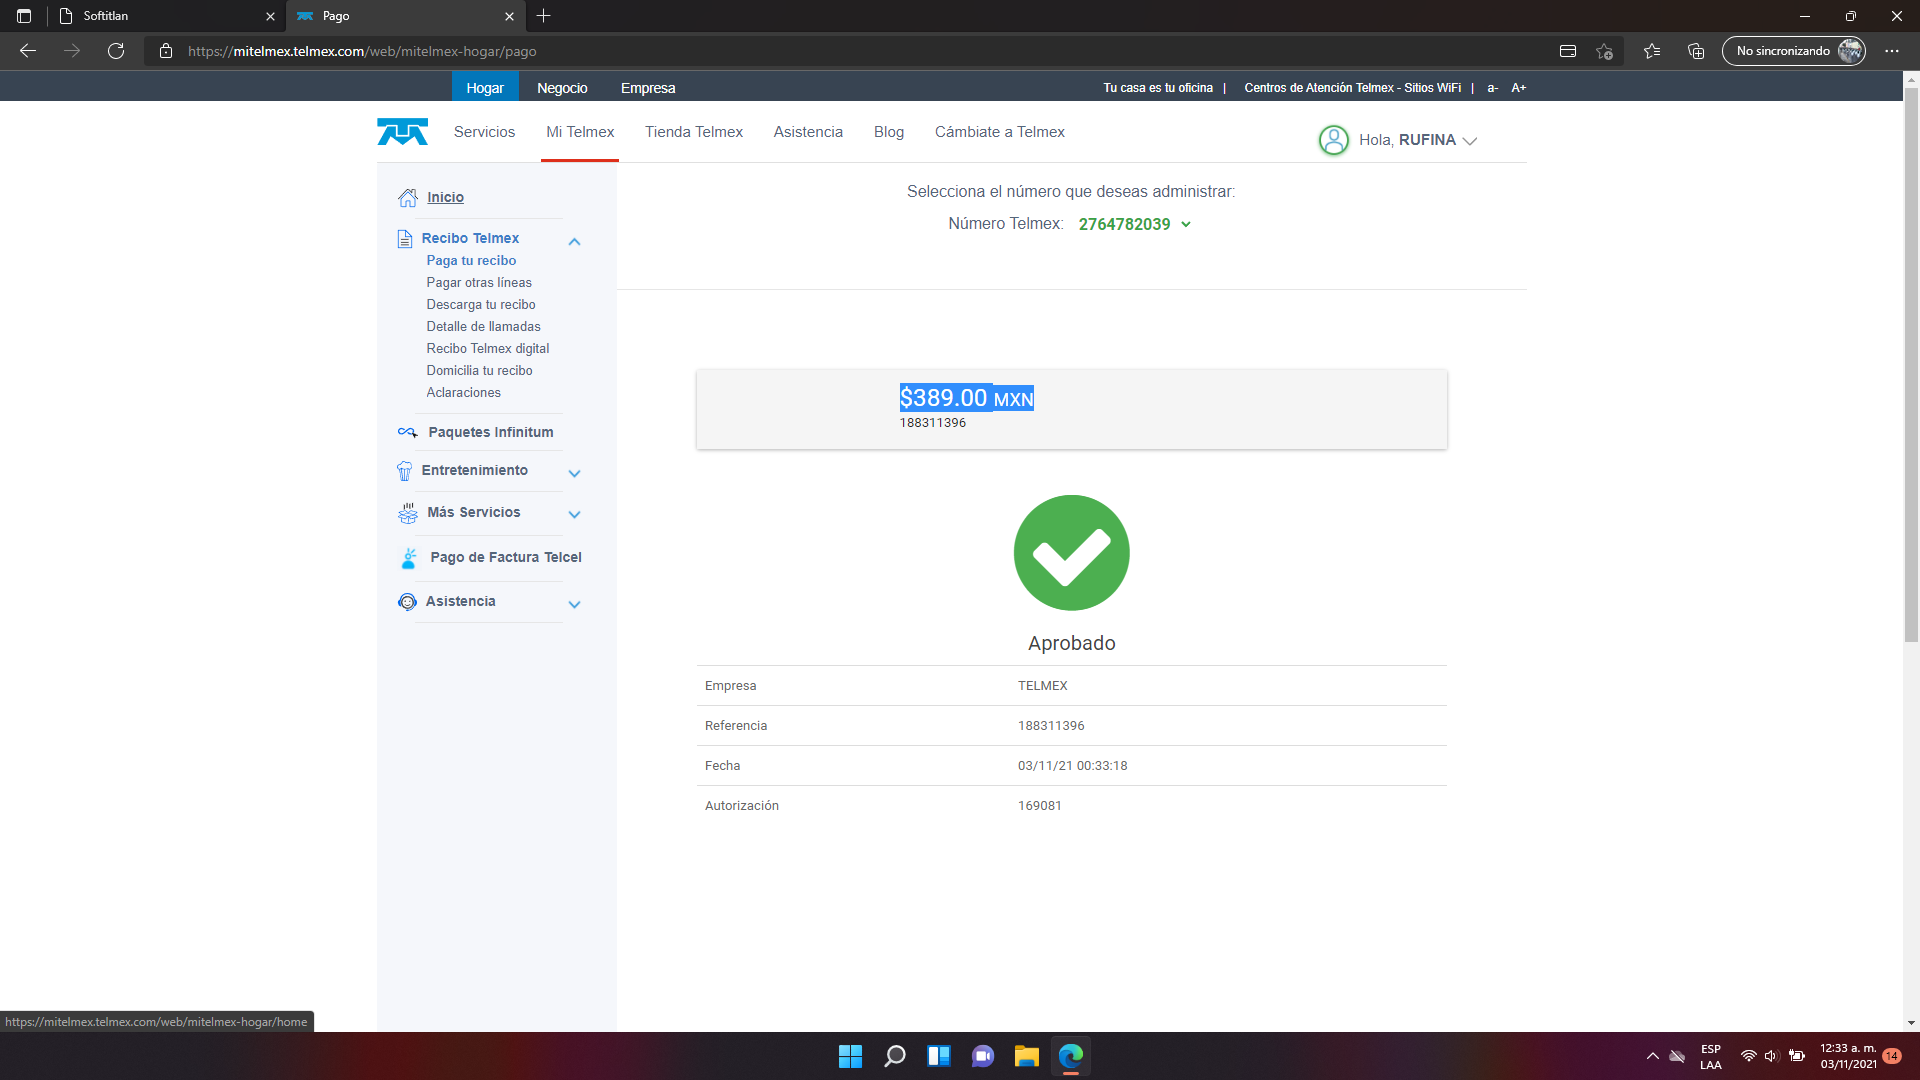 Softitlan
Pago
https://mitelmex.telmex.com/web/mitelmex-hogar/pago
No sincronizando
Hogar
Negocio
Empresa
Tu casa es tu oficina |
Centros de Atención Telmex - Sitios WiFi |
a-
A+
Servicios
Mi Telmex
Tienda Telmex
Asistencia
Blog
Cámbiate a Telmex
Hola, RUFINA
Inicio
Recibo Telmex
Paga tu recibo
Pagar otras líneas
Descarga tu recibo
Detalle de llamadas
Recibo Telmex digital
Domicilia tu recibo
Aclaraciones
Paquetes Infinitum
Entretenimiento
Más Servicios
Pago de Factura Telcel
Asistencia
Selecciona el número que deseas administrar:
Número Telmex: 2764782039
$389.00 MXN
188311396
Aprobado
Empresa TELMEX
Referencia 188311396
Fecha 03/11/21 00:33:18
Autorización 169081
https://mitelmex.telmex.com/web/mitelmex-hogar/home
ESP
LAA
12:33 a. m.
03/11/2021
14